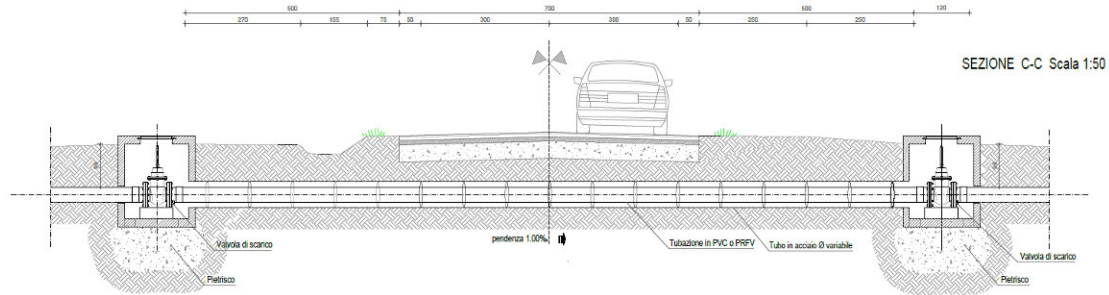 500 700 500 120
270 155 75 50 300 300 50 250 250
SEZIONE C-C Scala 1:50
Valvola di scarico
pendenza 1.00%
Tubazione in PVC o PRFV
Tubo in acciaio Ø variabile
Valvola di scarico
Pietrisco
Pietrisco